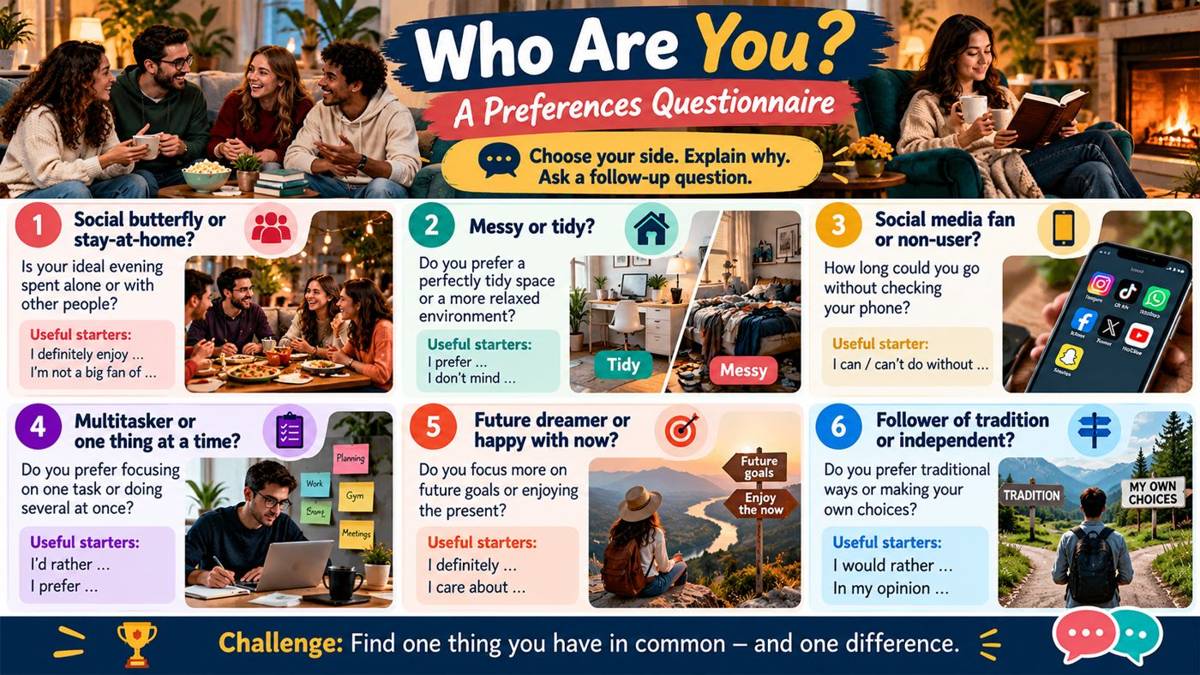 Who Are You?
A Preferences Questionnaire
Choose your side. Explain why.
Ask a follow-up question.
1
Social butterfly or
stay-at-home?
Is your ideal evening
spent alone or with
other people?
Useful starters:
I definitely enjoy ...
I'm not a big fan of ...
2
Messy or tidy?
Do you prefer a
perfectly tidy space
or a more relaxed
environment?
Useful starters:
I prefer ...
I don't mind ...
Tidy
Messy
3
Social media fan
or non-user?
How long could you go
without checking
your phone?
Useful starter:
I can / can't do without ...
4
Multitasker or
one thing at a time?
Do you prefer focusing
on one task or doing
several at once?
Useful starters:
I'd rather ...
I prefer ...
Planning
Work
Gym
Meetings
5
Future dreamer or
happy with now?
Do you focus more on
future goals or enjoying
the present?
Useful starters:
I definitely ...
I care about ...
Future
goals
Enjoy
the now
6
Follower of tradition
or independent?
Do you prefer traditional
ways or making your
own choices?
Useful starters:
I would rather ...
In my opinion ...
TRADITION
MY OWN
CHOICES
Challenge: Find one thing you have in common – and one difference.